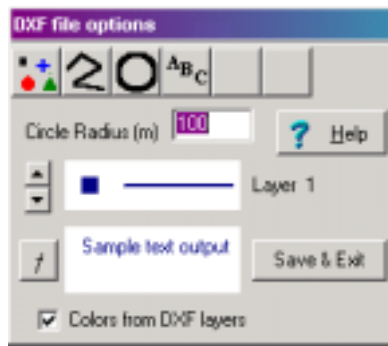 DXF file options
ABC
Circle Radius (m) 100
? Help
Layer 1
Sample text output
f Save & Exit
Colors from DXF layers